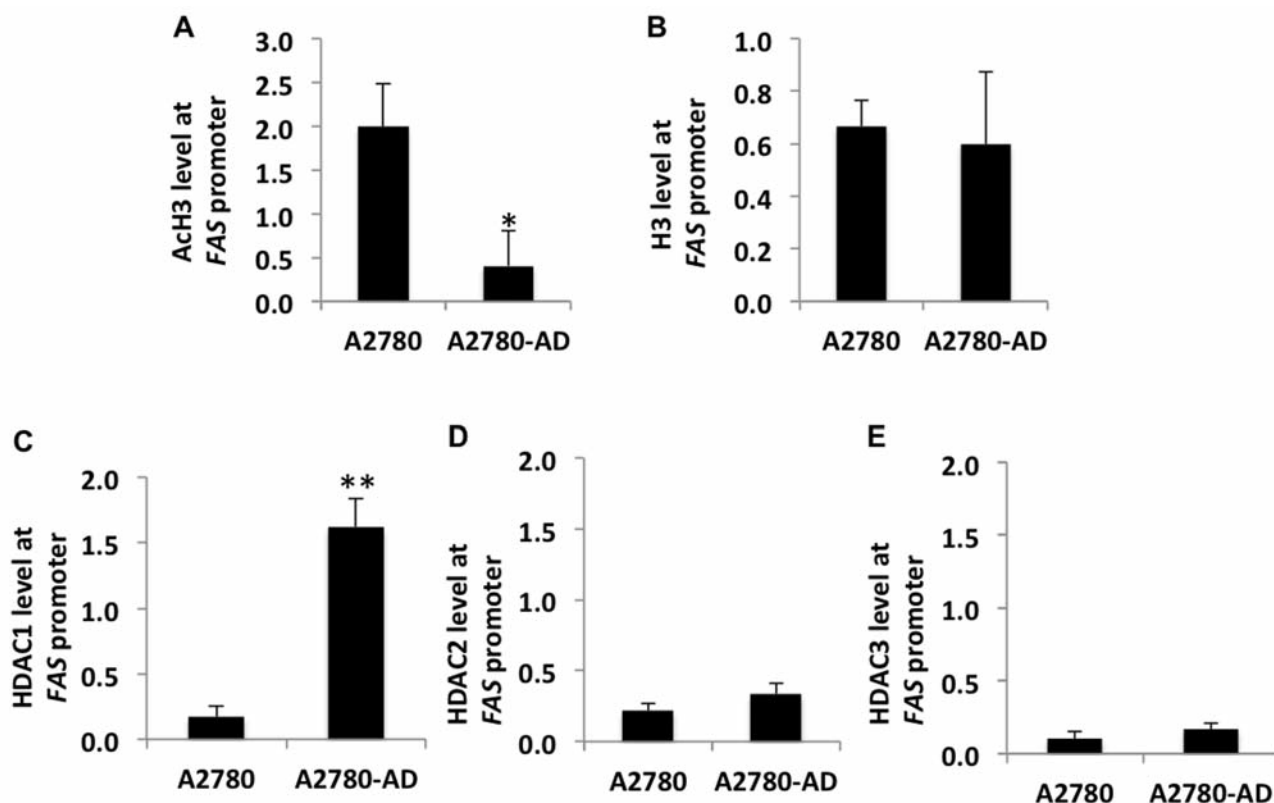 A
AcH3 level at
FAS promoter
3.0
2.5
2.0
1.5
1.0
0.5
0.0
*
A2780 A2780-AD
B
H3 level at
FAS promoter
1.0
0.8
0.6
0.4
0.2
0.0
A2780 A2780-AD
C
HDAC1 level at
FAS promoter
2.0
1.5
1.0
0.5
0.0
**
A2780 A2780-AD
D
HDAC2 level at
FAS promoter
2.0
1.5
1.0
0.5
0.0
A2780 A2780-AD
E
HDAC3 level at
FAS promoter
2.0
1.5
1.0
0.5
0.0
A2780 A2780-AD